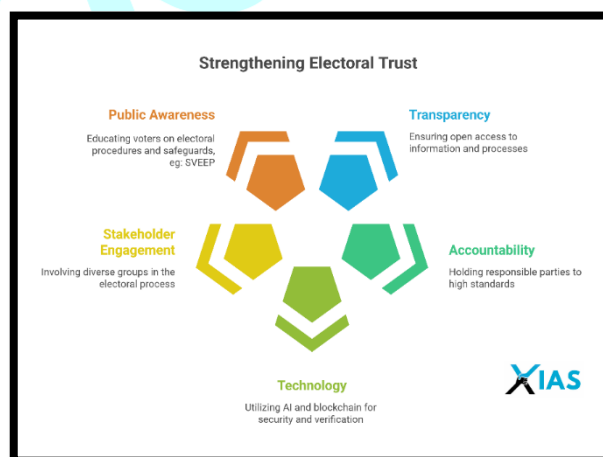 Strengthening Electoral Trust
Public Awareness
Educating voters on electoral
procedures and safeguards,
eg: SVEEP
Transparency
Ensuring open access to
information and processes
Stakeholder
Engagement
Involving diverse groups in the
electoral process
Accountability
Holding responsible parties to
high standards
Technology
Utilizing AI and blockchain for
security and verification
XIAS